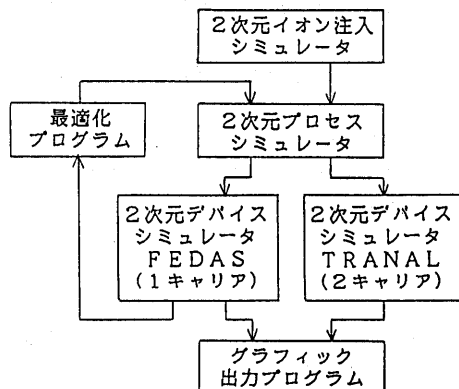 ２次元イオン注入
シミュレータ
最適化
プログラム
２次元プロセス
シミュレータ
２次元デバイス
シミュレータ
ＦＥＤＡＳ
（１キャリア）
２次元デバイス
シミュレータ
ＴＲＡＮＡＬ
（２キャリア）
グラフィック
出力プログラム